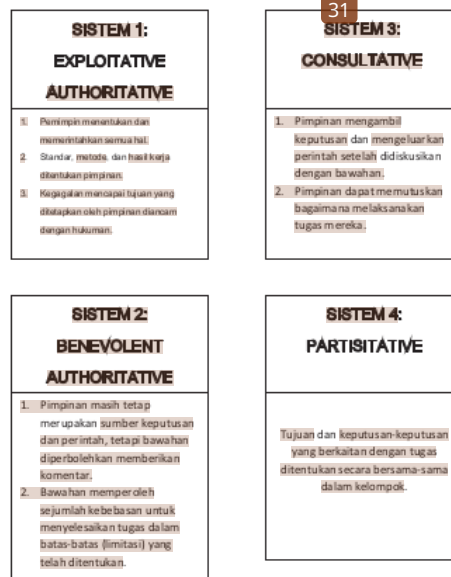 31
SISTEM 1:
EXPLOITATIVE
AUTHORITATIVE
1. Pemimpin menentukan dan
memerintahkan semua hal.
2. Standar, metode, dan hasil kerja
ditentukan pimpinan.
3. Kegagalan mencapai tujuan yang
ditetapkan oleh pimpinan diancam
dengan hukuman.
SISTEM 3:
CONSULTATIVE
1. Pimpinan mengambil
keputusan dan mengeluarkan
perintah setelah didiskusikan
dengan bawahan.
2. Pimpinan dapat memutuskan
bagaimana melaksanakan
tugas mereka.
SISTEM 2:
BENEVOLENT
AUTHORITATIVE
1. Pimpinan masih tetap
merupakan sumber keputusan
dan perintah, tetapi bawahan
diperbolehkan memberikan
komentar.
2. Bawahan memperoleh
sejumlah kebebasan untuk
menyelesaikan tugas dalam
batas-batas (limitasi) yang
telah ditentukan.
SISTEM 4:
PARTISITATIVE
Tujuan dan keputusan-keputusan
yang berkaitan dengan tugas
ditentukan secara bersama-sama
dalam kelompok.